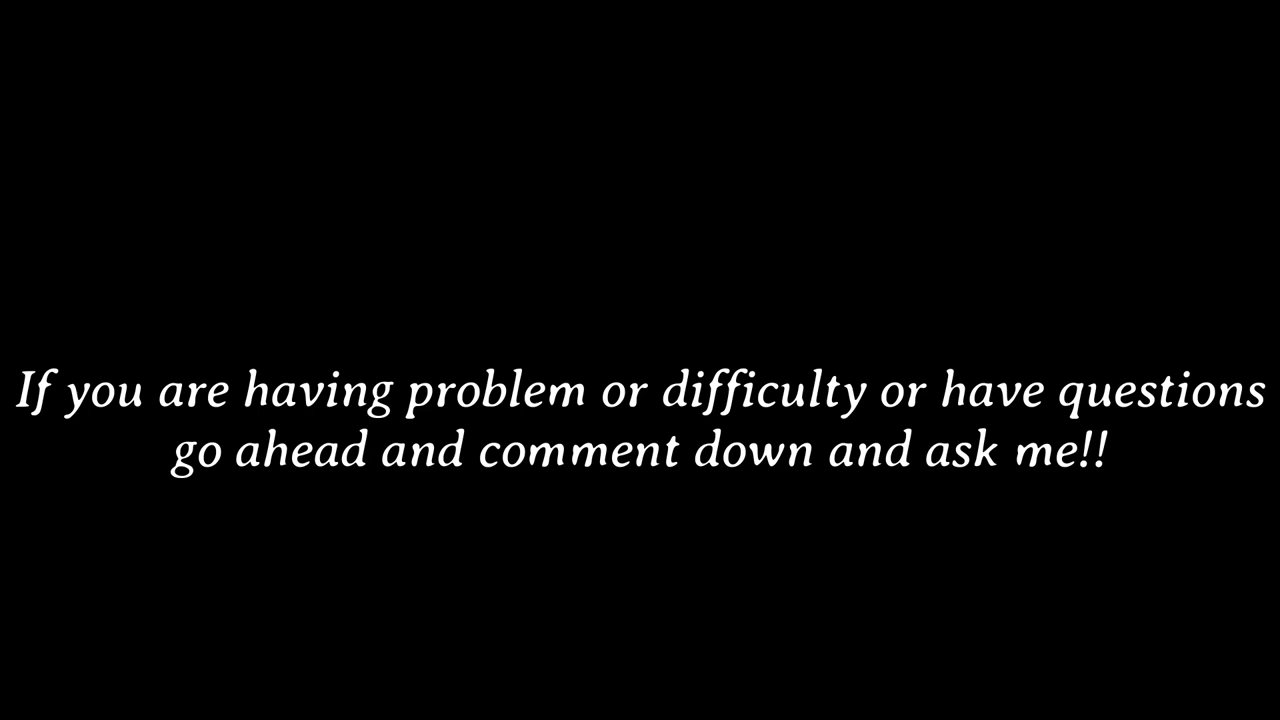 If you are having problem or difficulty or have questions
go ahead and comment down and ask me!!